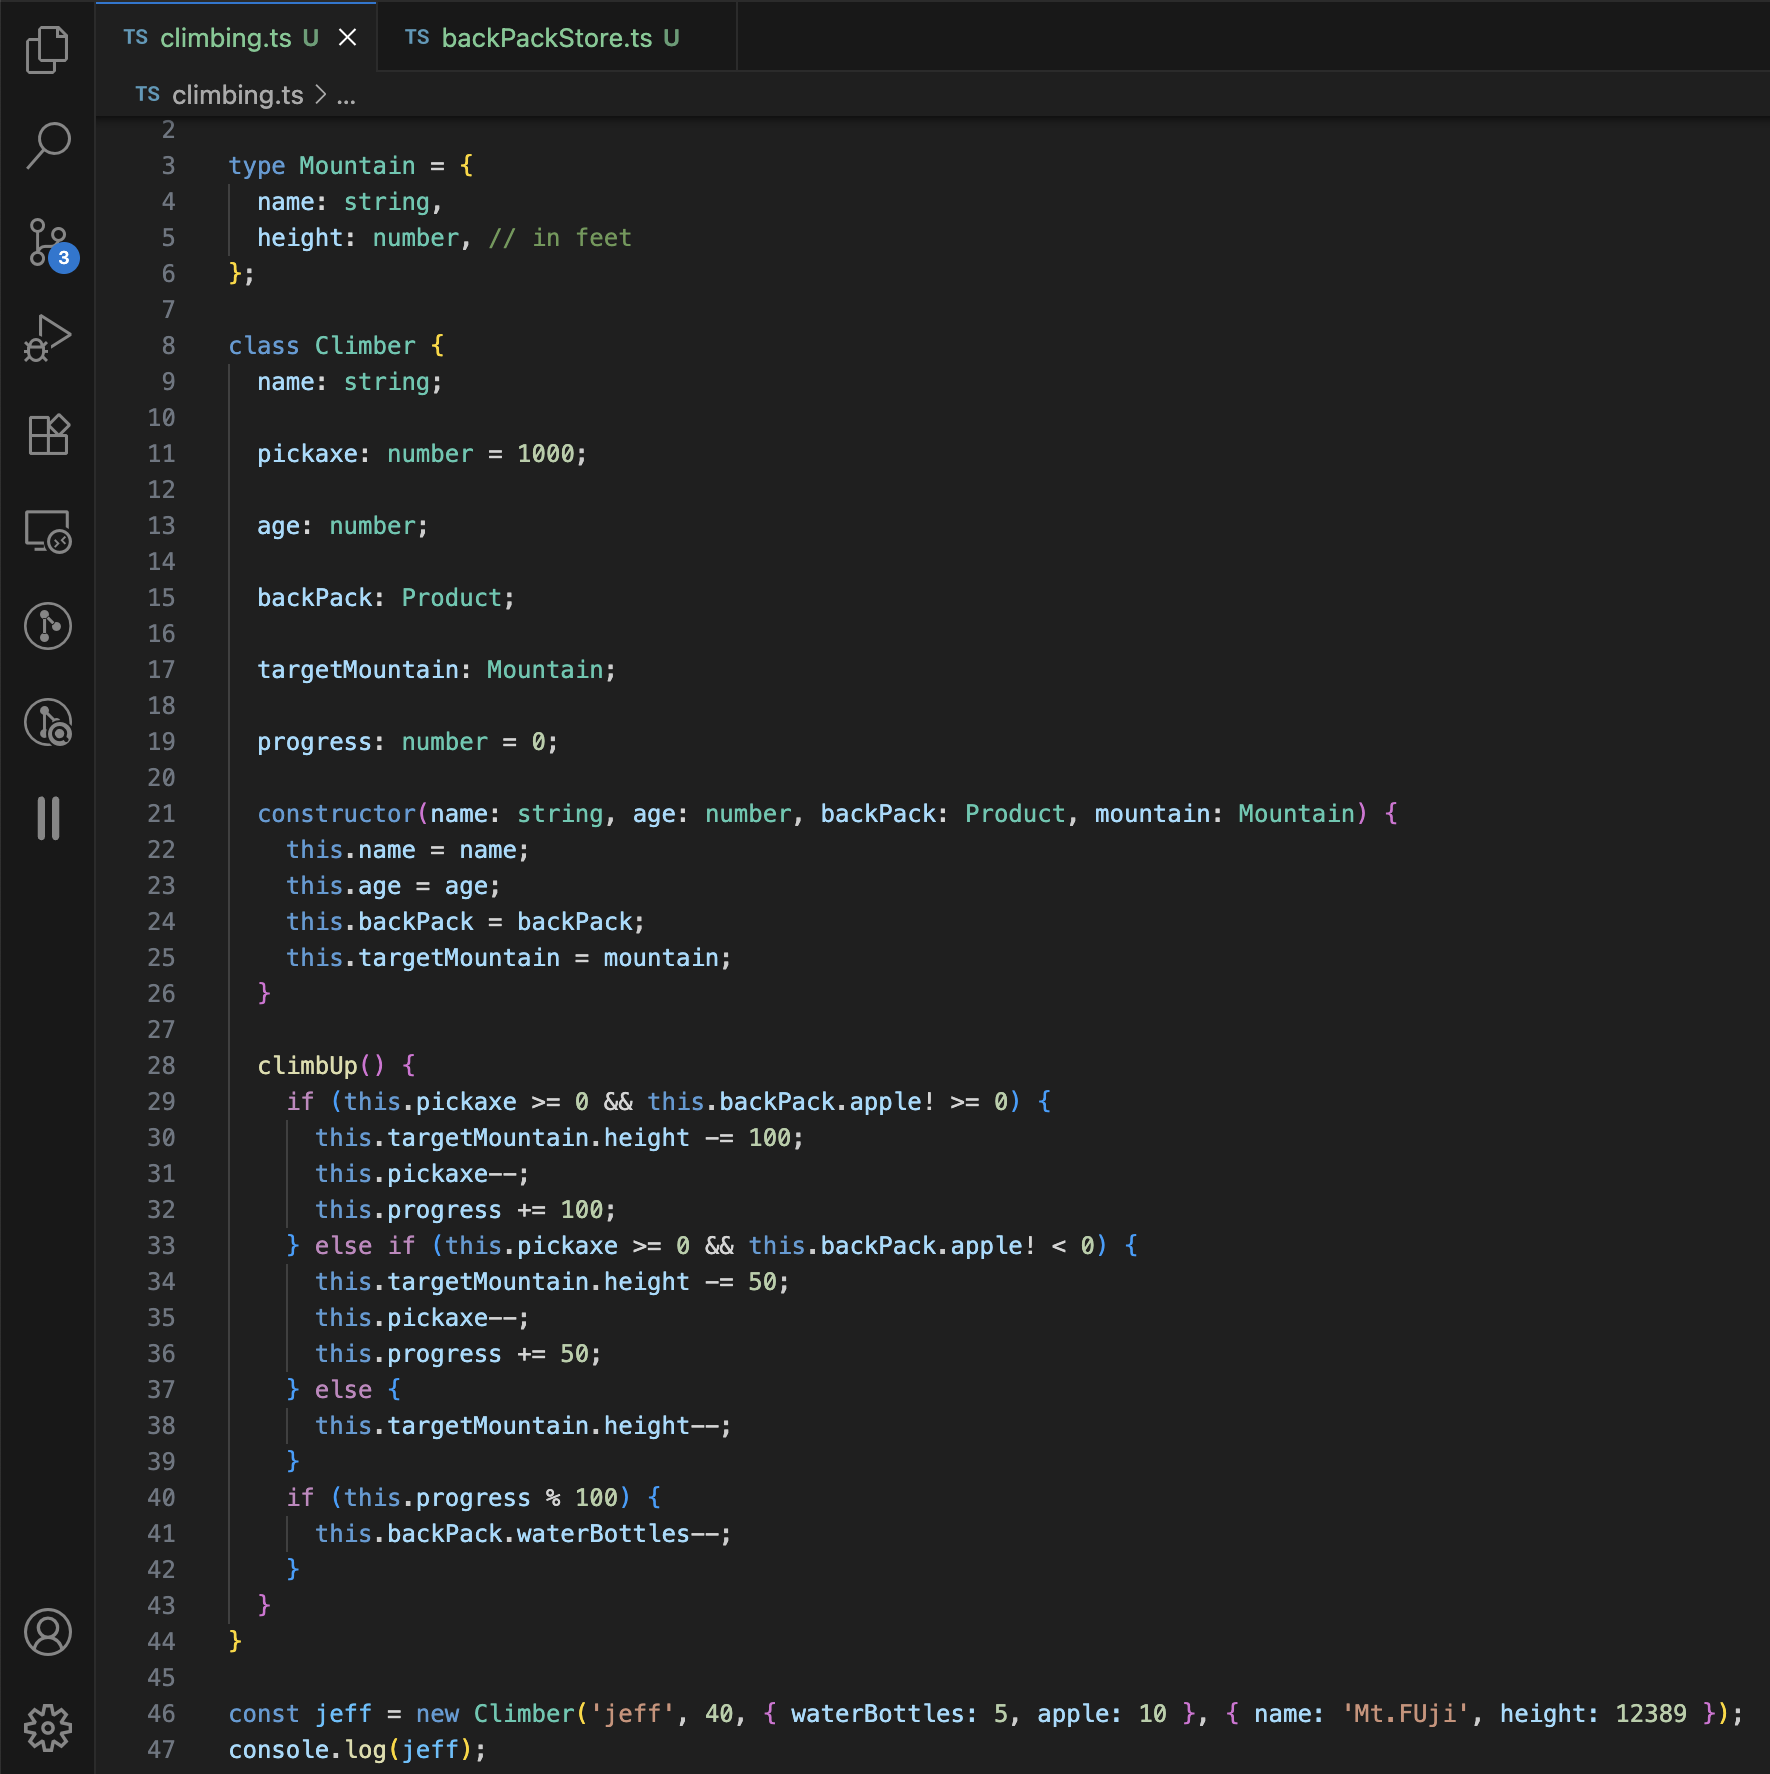 TS climbing.ts U × TS backPackStore.ts U
TS climbing.ts > ...
2
3 type Mountain = {
4   name: string,
5   height: number, // in feet
6 };
7
8 class Climber {
9   name: string;
10
11   pickaxe: number = 1000;
12
13   age: number;
14
15   backPack: Product;
16
17   targetMountain: Mountain;
18
19   progress: number = 0;
20
21   constructor(name: string, age: number, backPack: Product, mountain: Mountain) {
22     this.name = name;
23     this.age = age;
24     this.backPack = backPack;
25     this.targetMountain = mountain;
26   }
27
28   climbUp() {
29     if (this.pickaxe >= 0 && this.backPack.apple! >= 0) {
30       this.targetMountain.height -= 100;
31       this.pickaxe--;
32       this.progress += 100;
33     } else if (this.pickaxe >= 0 && this.backPack.apple! < 0) {
34       this.targetMountain.height -= 50;
35       this.pickaxe--;
36       this.progress += 50;
37     } else {
38       this.targetMountain.height--;
39     }
40     if (this.progress % 100) {
41       this.backPack.waterBottles--;
42     }
43   }
44 }
45
46 const jeff = new Climber('jeff', 40, { waterBottles: 5, apple: 10 }, { name: 'Mt.FUji', height: 12389 });
47 console.log(jeff);
3